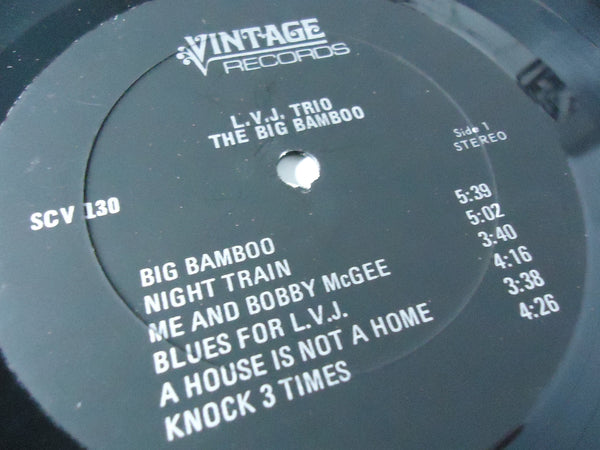 VINTAGE
RECORDS
L.V.J. TRIO
THE BIG BAMBOO
Side 1
STEREO
SCV 130
BIG BAMBOO 5:39
NIGHT TRAIN 5:02
ME AND BOBBY McGEE 3:40
BLUES FOR L.V.J. 4:16
A HOUSE IS NOT A HOME 3:38
KNOCK 3 TIMES 4:26